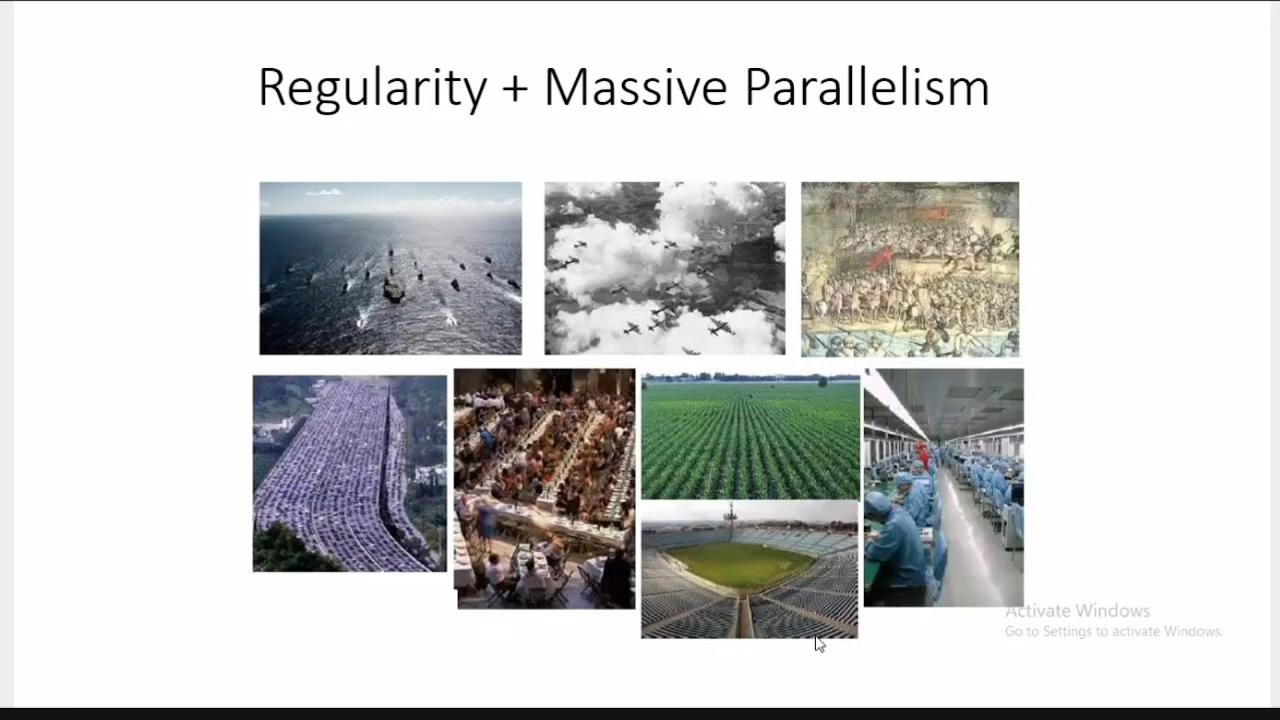 Regularity + Massive Parallelism
Activate Windows
Go to Settings to activate Windows.